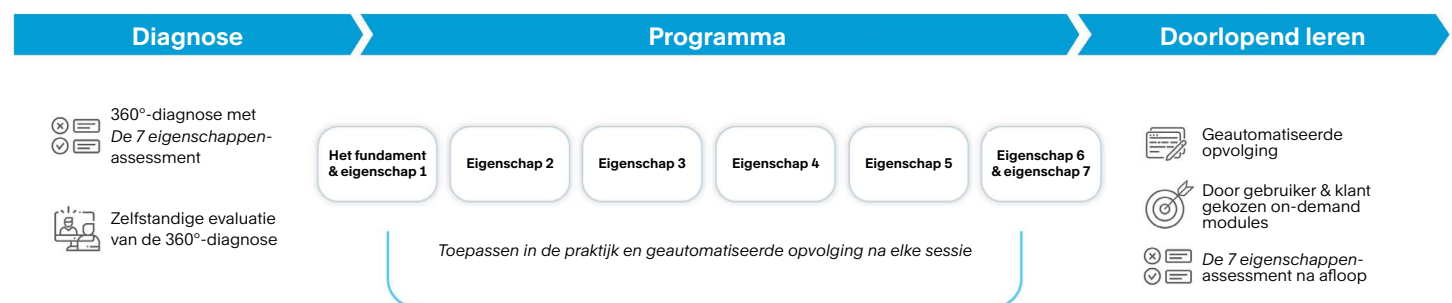 Diagnose
Programma
Doorlopend leren
360°-diagnose met
De 7 eigenschappen-
assessment
Zelfstandige evaluatie
van de 360°-diagnose
Het fundament
& eigenschap 1
Eigenschap 2
Eigenschap 3
Eigenschap 4
Eigenschap 5
Eigenschap 6
& eigenschap 7
Toepassen in de praktijk en geautomatiseerde opvolging na elke sessie
Geautomatiseerde
opvolging
Door gebruiker & klant
gekozen on-demand
modules
De 7 eigenschappen-
assessment na afloop